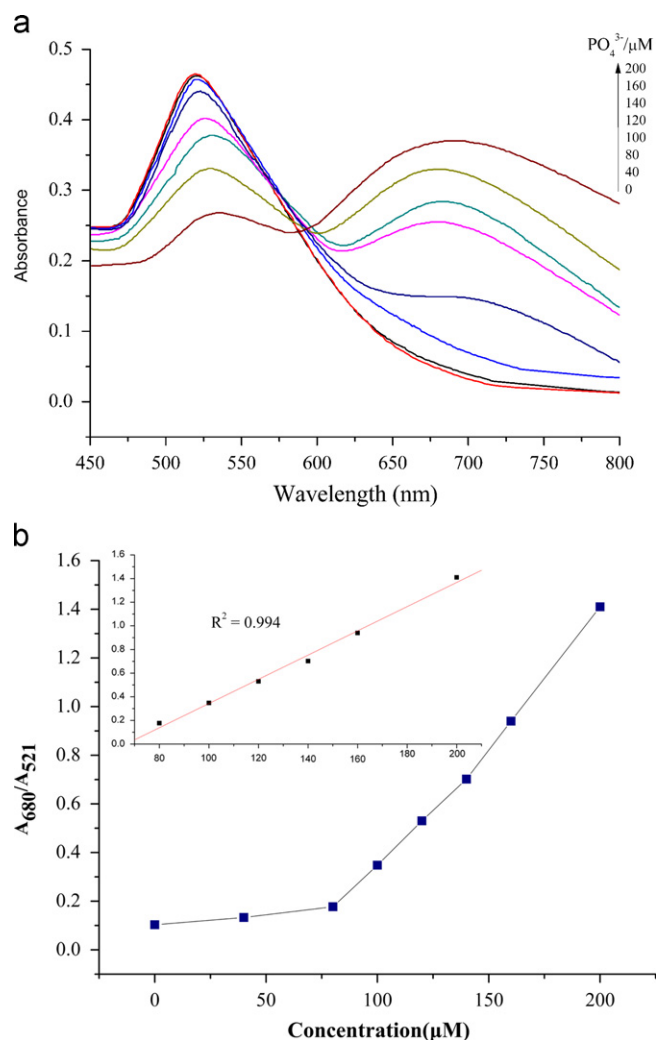 a
PO₄³⁻/µM
200
160
140
120
100
80
40
0
0.5
0.4
0.3
0.2
0.1
0.0
Absorbance
450 500 550 600 650 700 750 800
Wavelength (nm)
b
1.6
1.4
1.2
1.0
0.8
0.6
0.4
0.2
0.0
A₆₈₀/A₅₂₁
1.6
1.4
1.2
1.0
0.8
0.6
0.4
0.2
0.0
R² = 0.994
80 100 120 140 160 180 200
0 50 100 150 200
Concentration(µM)